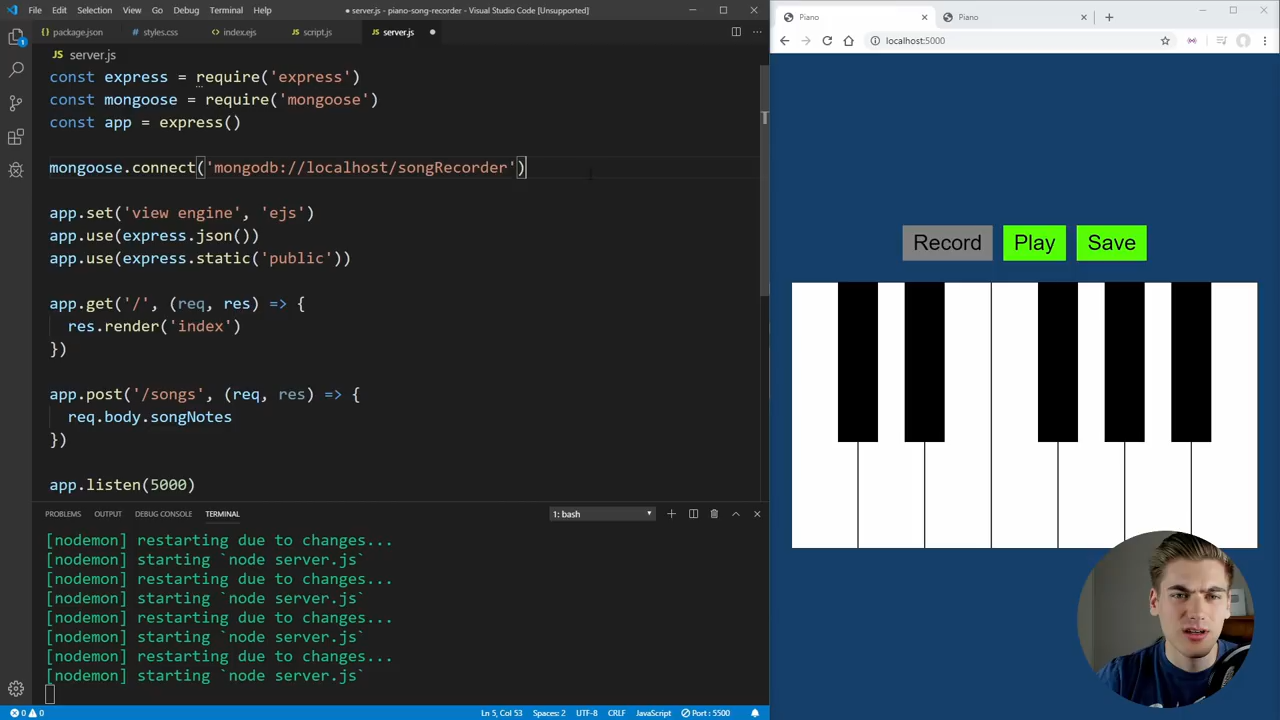 File Edit Selection View Go Debug Terminal Help ● server.js - piano-song-recorder - Visual Studio Code [Unsupported]
package.json styles.css index.ejs script.js server.js ●
server.js
const express = require('express')
const mongoose = require('mongoose')
const app = express()
mongoose.connect('mongodb://localhost/songRecorder')
app.set('view engine', 'ejs')
app.use(express.json())
app.use(express.static('public'))
app.get('/', (req, res) => {
res.render('index')
})
app.post('/songs', (req, res) => {
req.body.songNotes
})
app.listen(5000)
PROBLEMS OUTPUT DEBUG CONSOLE TERMINAL 1: bash
[nodemon] restarting due to changes...
[nodemon] starting `node server.js`
[nodemon] restarting due to changes...
[nodemon] starting `node server.js`
[nodemon] restarting due to changes...
[nodemon] starting `node server.js`
[nodemon] restarting due to changes...
[nodemon] starting `node server.js`
0 0 Ln 5, Col 53 Spaces: 2 UTF-8 CRLF JavaScript Port : 5500
Piano Piano
localhost:5000
Record Play Save